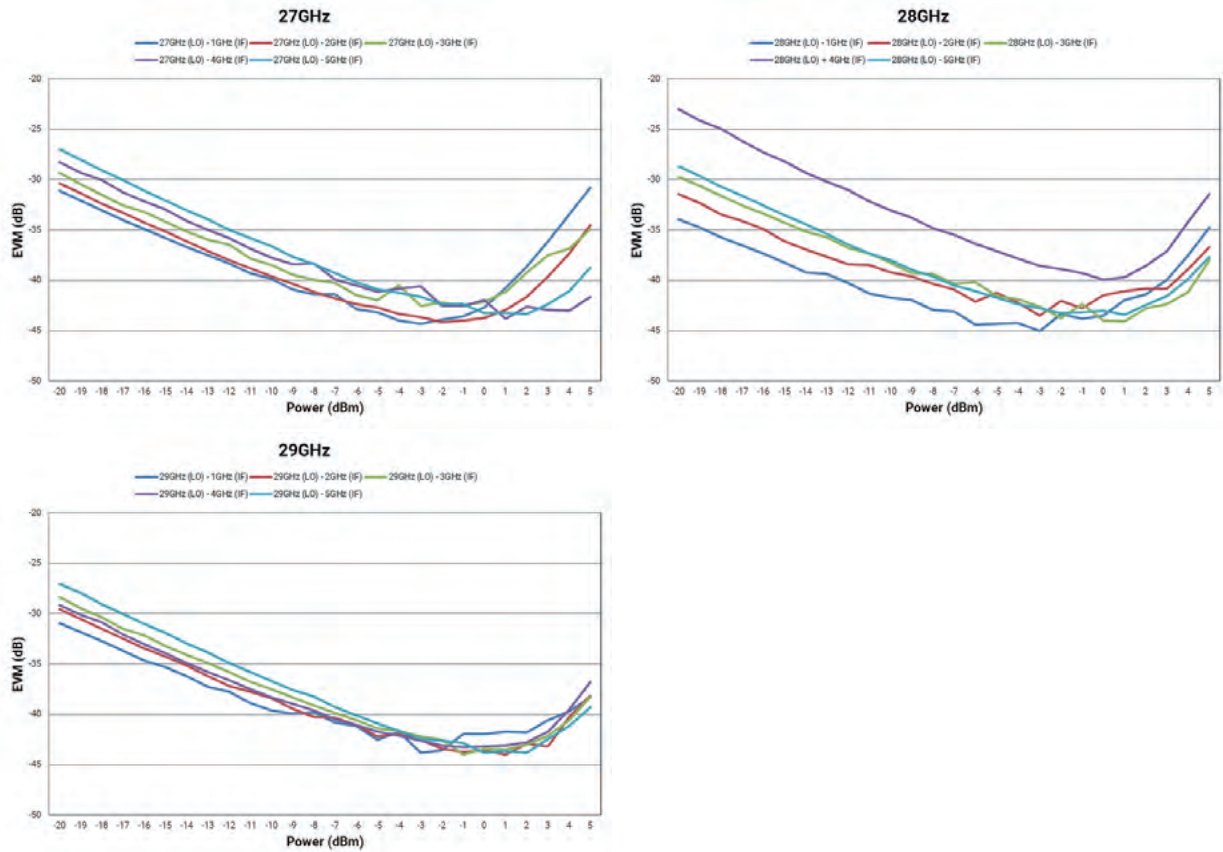 27GHz
27GHz (LO) - 1GHz (IF) 27GHz (LO) - 2GHz (IF) 27GHz (LO) - 3GHz (IF)
27GHz (LO) - 4GHz (IF) 27GHz (LO) - 5GHz (IF)
-20
-25
-30
-35
-40
-45
-50
EVM (dB)
-20 -19 -18 -17 -16 -15 -14 -13 -12 -11 -10 -9 -8 -7 -6 -5 -4 -3 -2 -1 0 1 2 3 4 5
Power (dBm)
28GHz
28GHz (LO) - 1GHz (IF) 28GHz (LO) - 2GHz (IF) 28GHz (LO) - 3GHz (IF)
28GHz (LO) + 4GHz (IF) 28GHz (LO) - 5GHz (IF)
-20
-25
-30
-35
-40
-45
-50
EVM (dB)
-20 -19 -18 -17 -16 -15 -14 -13 -12 -11 -10 -9 -8 -7 -6 -5 -4 -3 -2 -1 0 1 2 3 4 5
Power (dBm)
29GHz
29GHz (LO) - 1GHz (IF) 29GHz (LO) - 2GHz (IF) 29GHz (LO) - 3GHz (IF)
29GHz (LO) - 4GHz (IF) 29GHz (LO) - 5GHz (IF)
-20
-25
-30
-35
-40
-45
-50
EVM (dB)
-20 -19 -18 -17 -16 -15 -14 -13 -12 -11 -10 -9 -8 -7 -6 -5 -4 -3 -2 -1 0 1 2 3 4 5
Power (dBm)